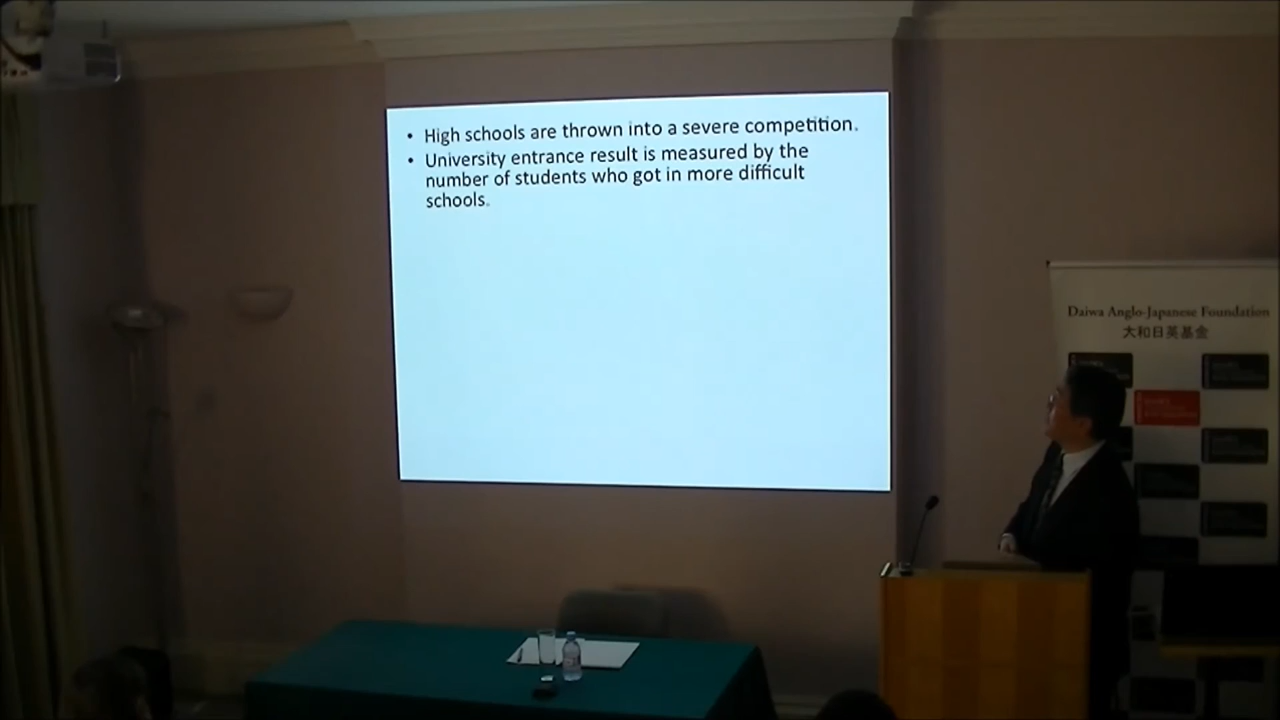 • High schools are thrown into a severe competition.
• University entrance result is measured by the
number of students who got in more difficult
schools.
Daiwa Anglo-Japanese Foundation
大和日英基金